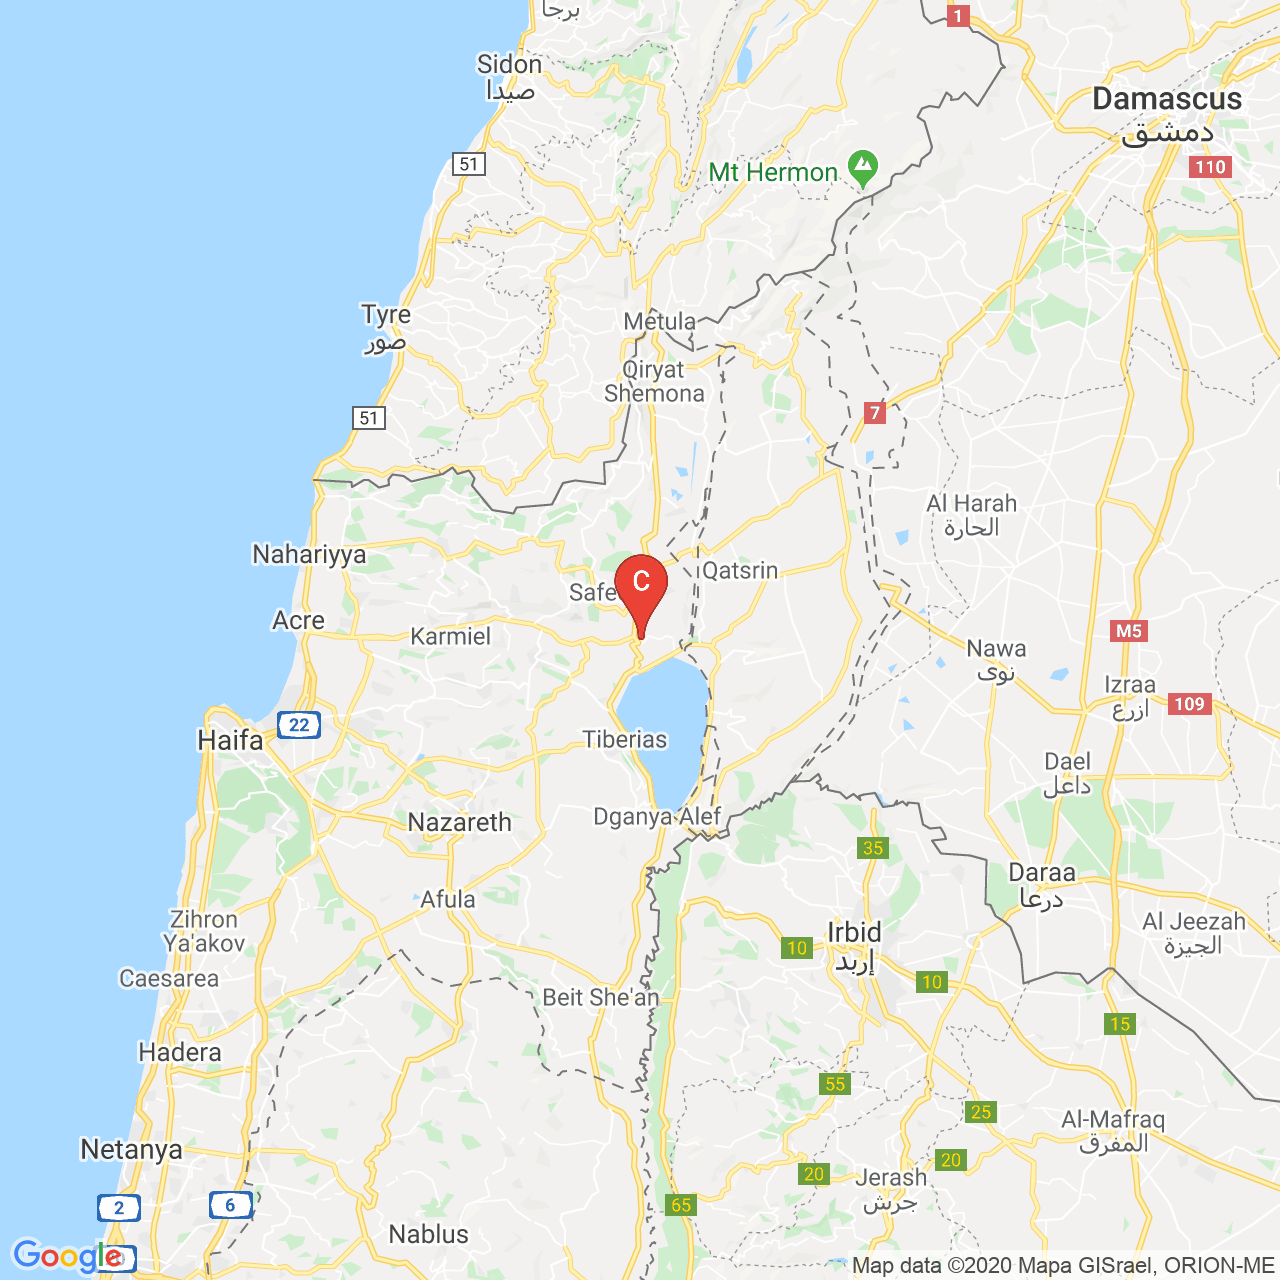 برجا
1
Sidon
صيدا
Damascus
دمشق
51
Mt Hermon
110
Tyre
صور
Metula
Qiryat
Shemona
51
7
Al Harah
الحارة
Nahariyya
Qatsrin
C
Safe
Acre
Karmiel
M5
Nawa
نوى
Izraa
ازرع
109
22
Haifa
Tiberias
Dael
داعل
Nazareth
Dganya Alef
35
Daraa
درعا
Afula
Zihron
Ya'akov
Irbid
إربد
10
Al Jeezah
الجيزة
Caesarea
10
Beit She'an
15
Hadera
55
25
Al-Mafraq
المفرق
Netanya
20
20
Jerash
جرش
2
6
65
Nablus
Google
Map data ©2020 Mapa GISrael, ORION-ME